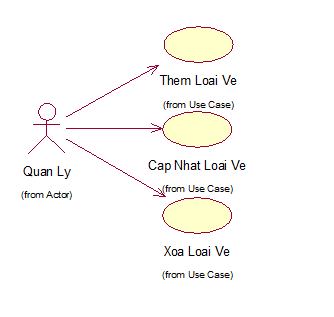 Them Loai Ve
(from Use Case)
Quan Ly
(from Actor)
Cap Nhat Loai Ve
(from Use Case)
Xoa Loai Ve
(from Use Case)